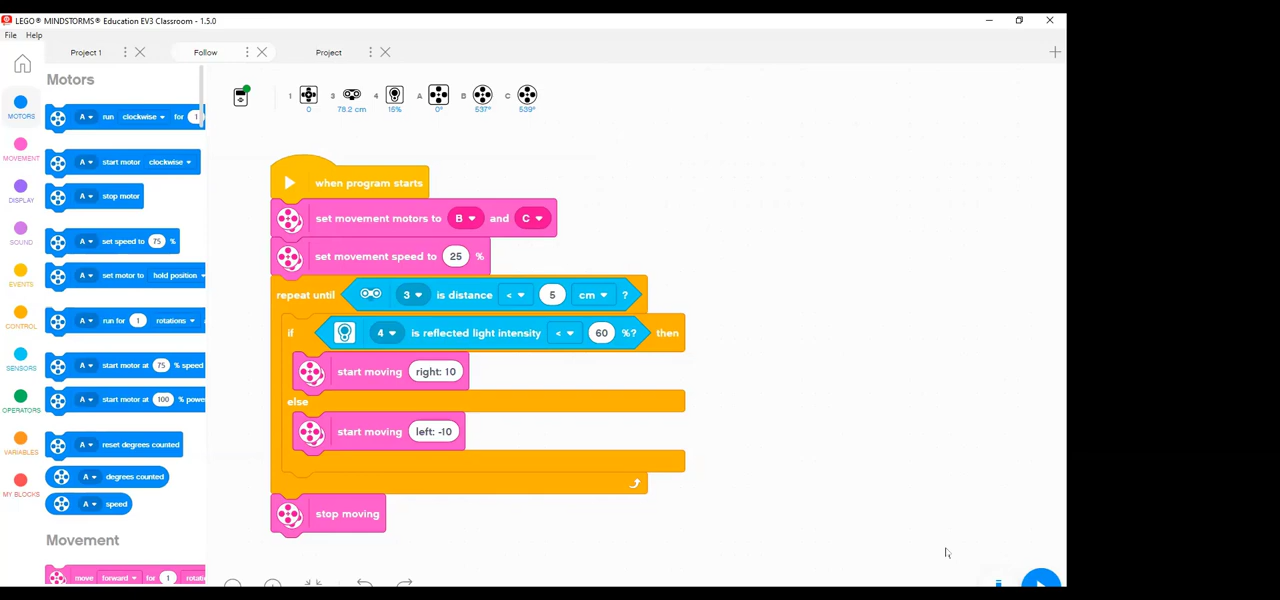 LEGO® MINDSTORMS® Education EV3 Classroom - 1.5.0
File Help
Project 1 Follow Project
1 3 4 A B C
0 78.2 cm 15% 0° 537° 539°
MOTORS
MOVEMENT
DISPLAY
SOUND
EVENTS
CONTROL
SENSORS
OPERATORS
VARIABLES
MY BLOCKS
Motors
A run clockwise for 1
A start motor clockwise
A stop motor
A set speed to 75 %
A set motor to hold position
A run for 1 rotations
A start motor at 75 % speed
A start motor at 100 % power
A reset degrees counted
A degrees counted
A speed
Movement
move forward for 1
when program starts
set movement motors to B and C
set movement speed to 25 %
repeat until 3 is distance < 5 cm ?
if 4 is reflected light intensity < 60 %? then
start moving right: 10
else
start moving left: -10
stop moving